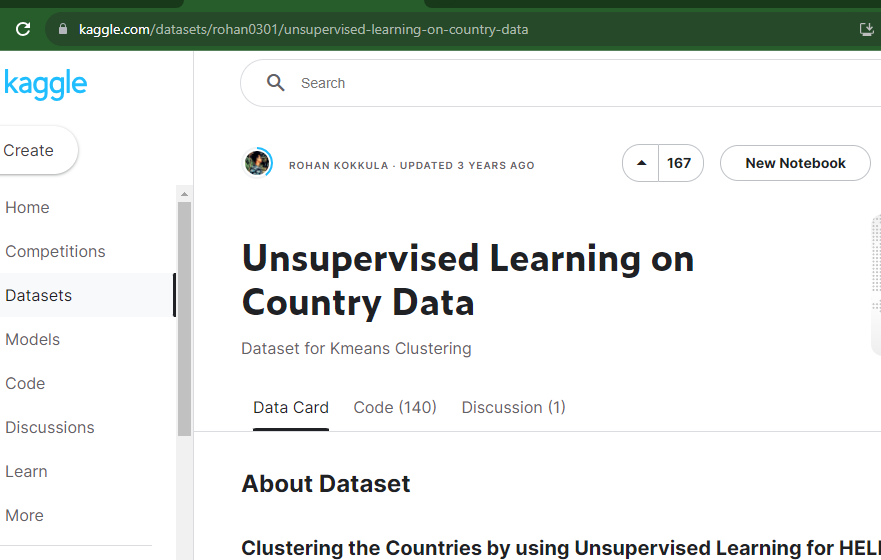 kaggle.com/datasets/rohan0301/unsupervised-learning-on-country-data
kaggle
Search
Create
ROHAN KOKKULA · UPDATED 3 YEARS AGO
167
New Notebook
Home
Competitions
Datasets
Models
Code
Discussions
Learn
More
Unsupervised Learning on
Country Data
Dataset for Kmeans Clustering
Data Card
Code (140)
Discussion (1)
About Dataset
Clustering the Countries by using Unsupervised Learning for HEL